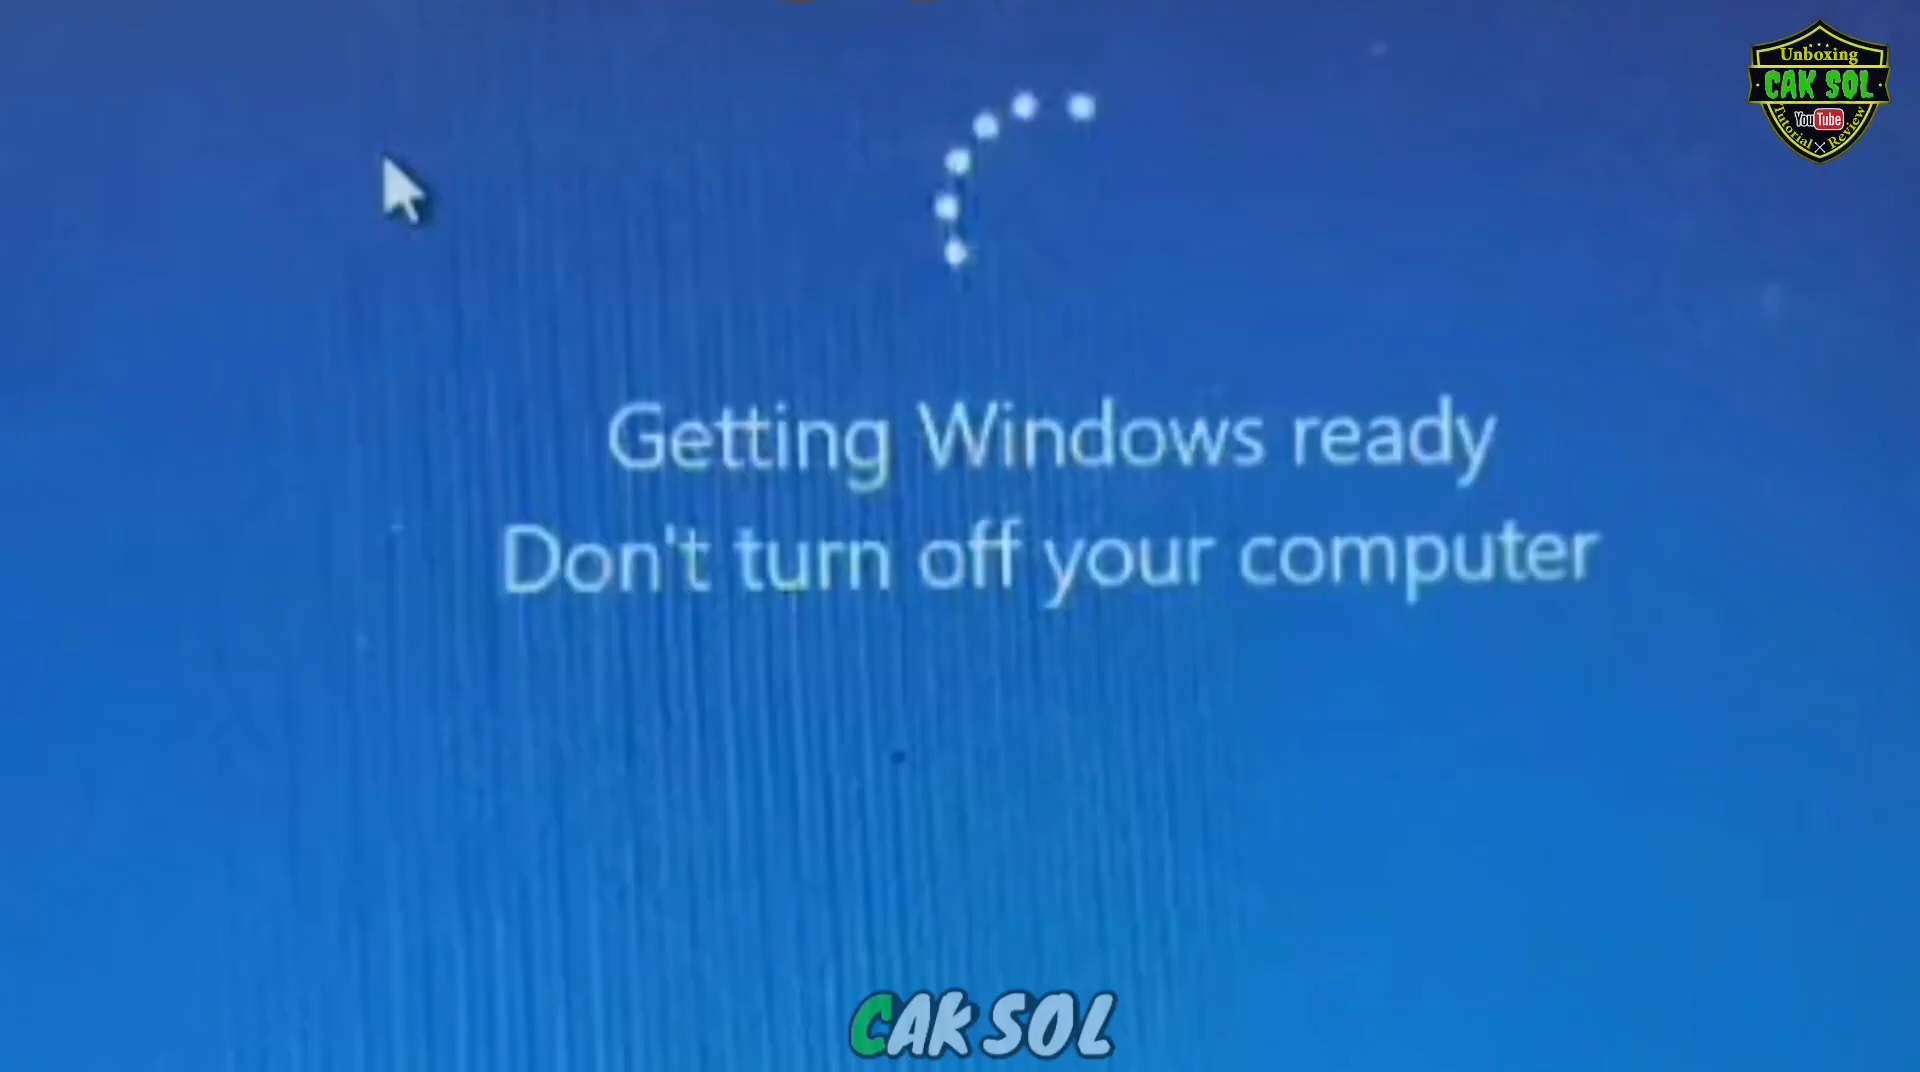 Unboxing
CAK SOL
YouTube
Tutorial X Review
Getting Windows ready
Don't turn off your computer
CAK SOL